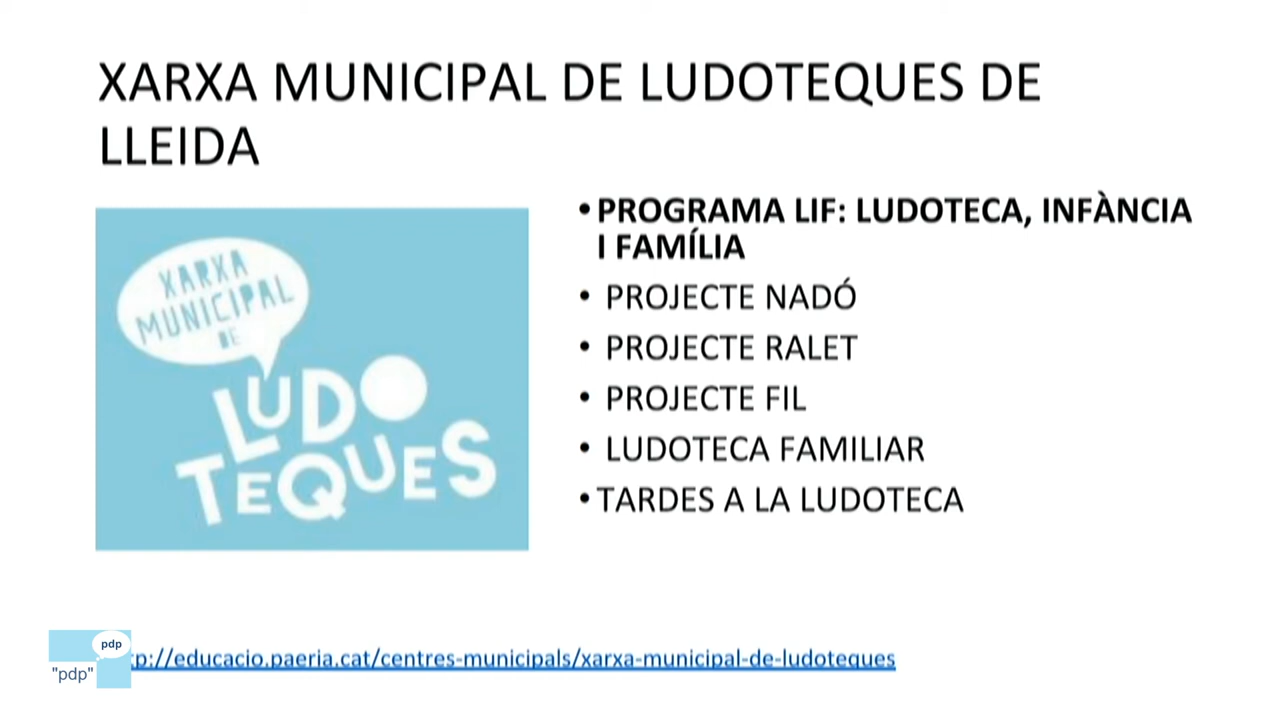 XARXA MUNICIPAL DE LUDOTEQUES DE
LLEIDA
XARXA
MUNICIPAL
DE
LUDO
TEQUES
• PROGRAMA LIF: LUDOTECA, INFÀNCIA
I FAMÍLIA
• PROJECTE NADÓ
• PROJECTE RALET
• PROJECTE FIL
• LUDOTECA FAMILIAR
• TARDES A LA LUDOTECA
pdp
"pdp"
tp://educacio.paeria.cat/centres-municipals/xarxa-municipal-de-ludoteques